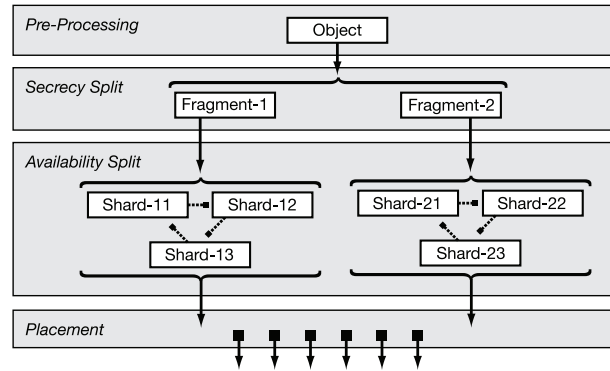 Pre-Processing
Object
Secrecy Split
Fragment-1
Fragment-2
Availability Split
Shard-11
Shard-12
Shard-13
Shard-21
Shard-22
Shard-23
Placement